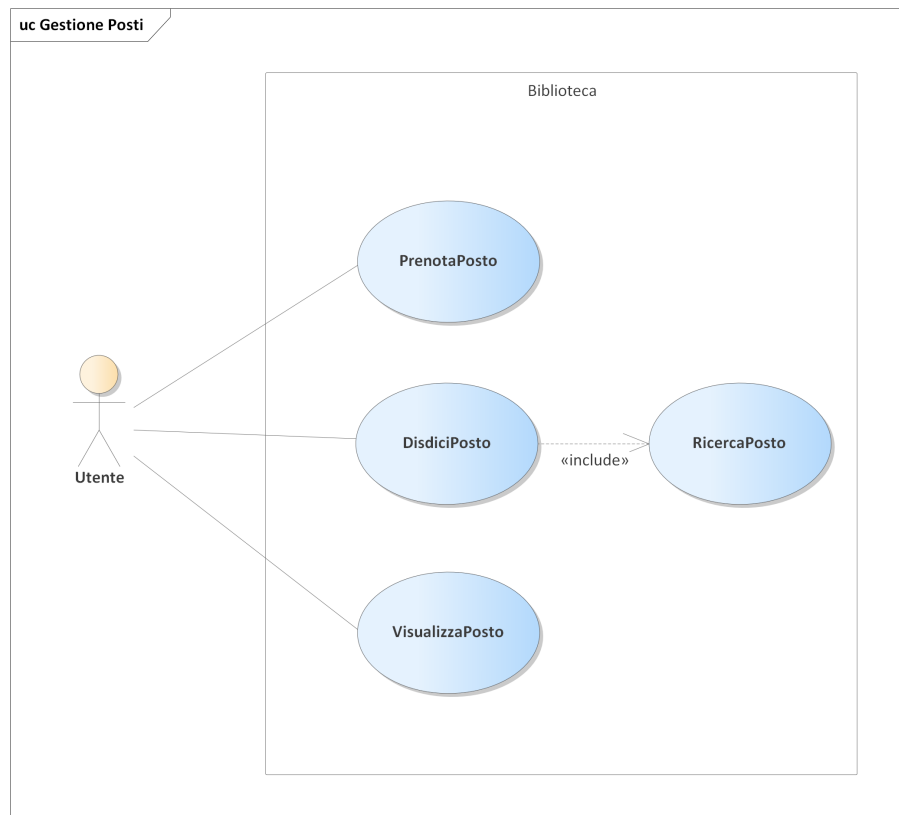 uc Gestione Posti
Biblioteca
PrenotaPosto
DisdiciPosto
RicercaPosto
«include»
Utente
VisualizzaPosto